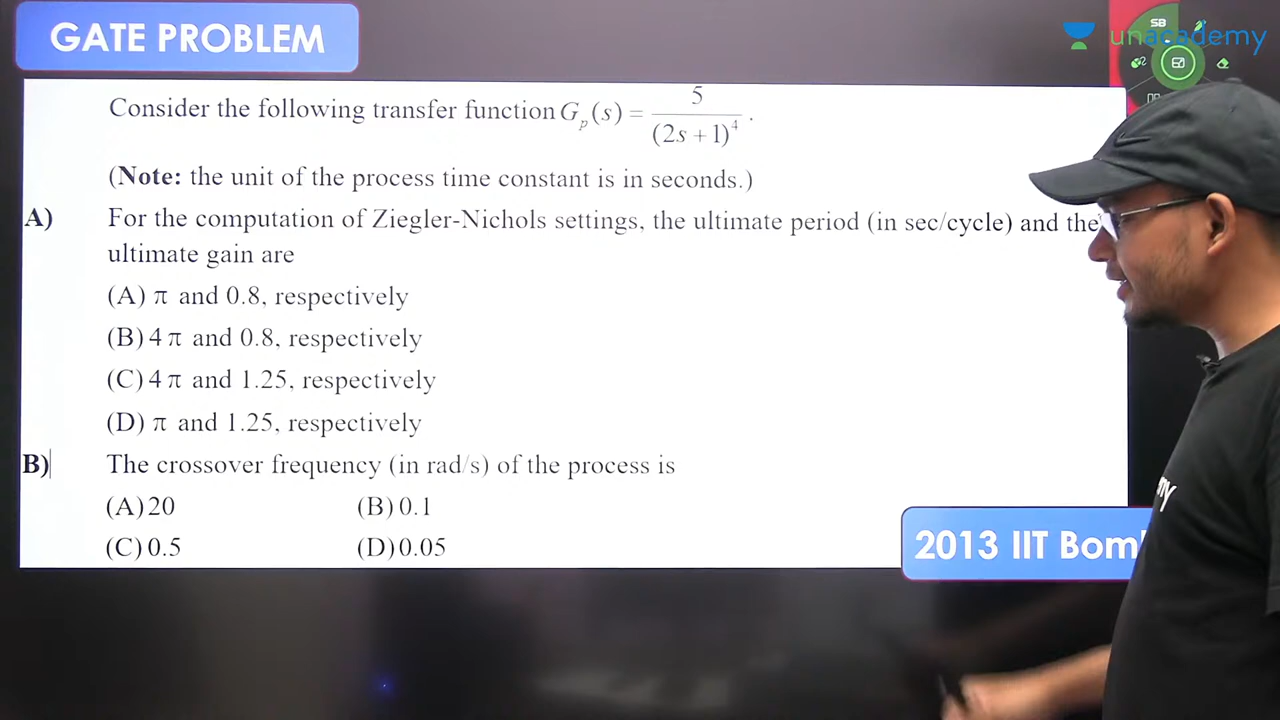 GATE PROBLEM
SB
unacademy
Consider the following transfer function G_p(s) = 5/(2s+1)^4 .
(Note: the unit of the process time constant is in seconds.)
A) For the computation of Ziegler-Nichols settings, the ultimate period (in sec/cycle) and the
ultimate gain are
(A) π and 0.8, respectively
(B) 4 π and 0.8, respectively
(C) 4 π and 1.25, respectively
(D) π and 1.25, respectively
B) The crossover frequency (in rad/s) of the process is
(A) 20 (B) 0.1
(C) 0.5 (D) 0.05
2013 IIT Bom